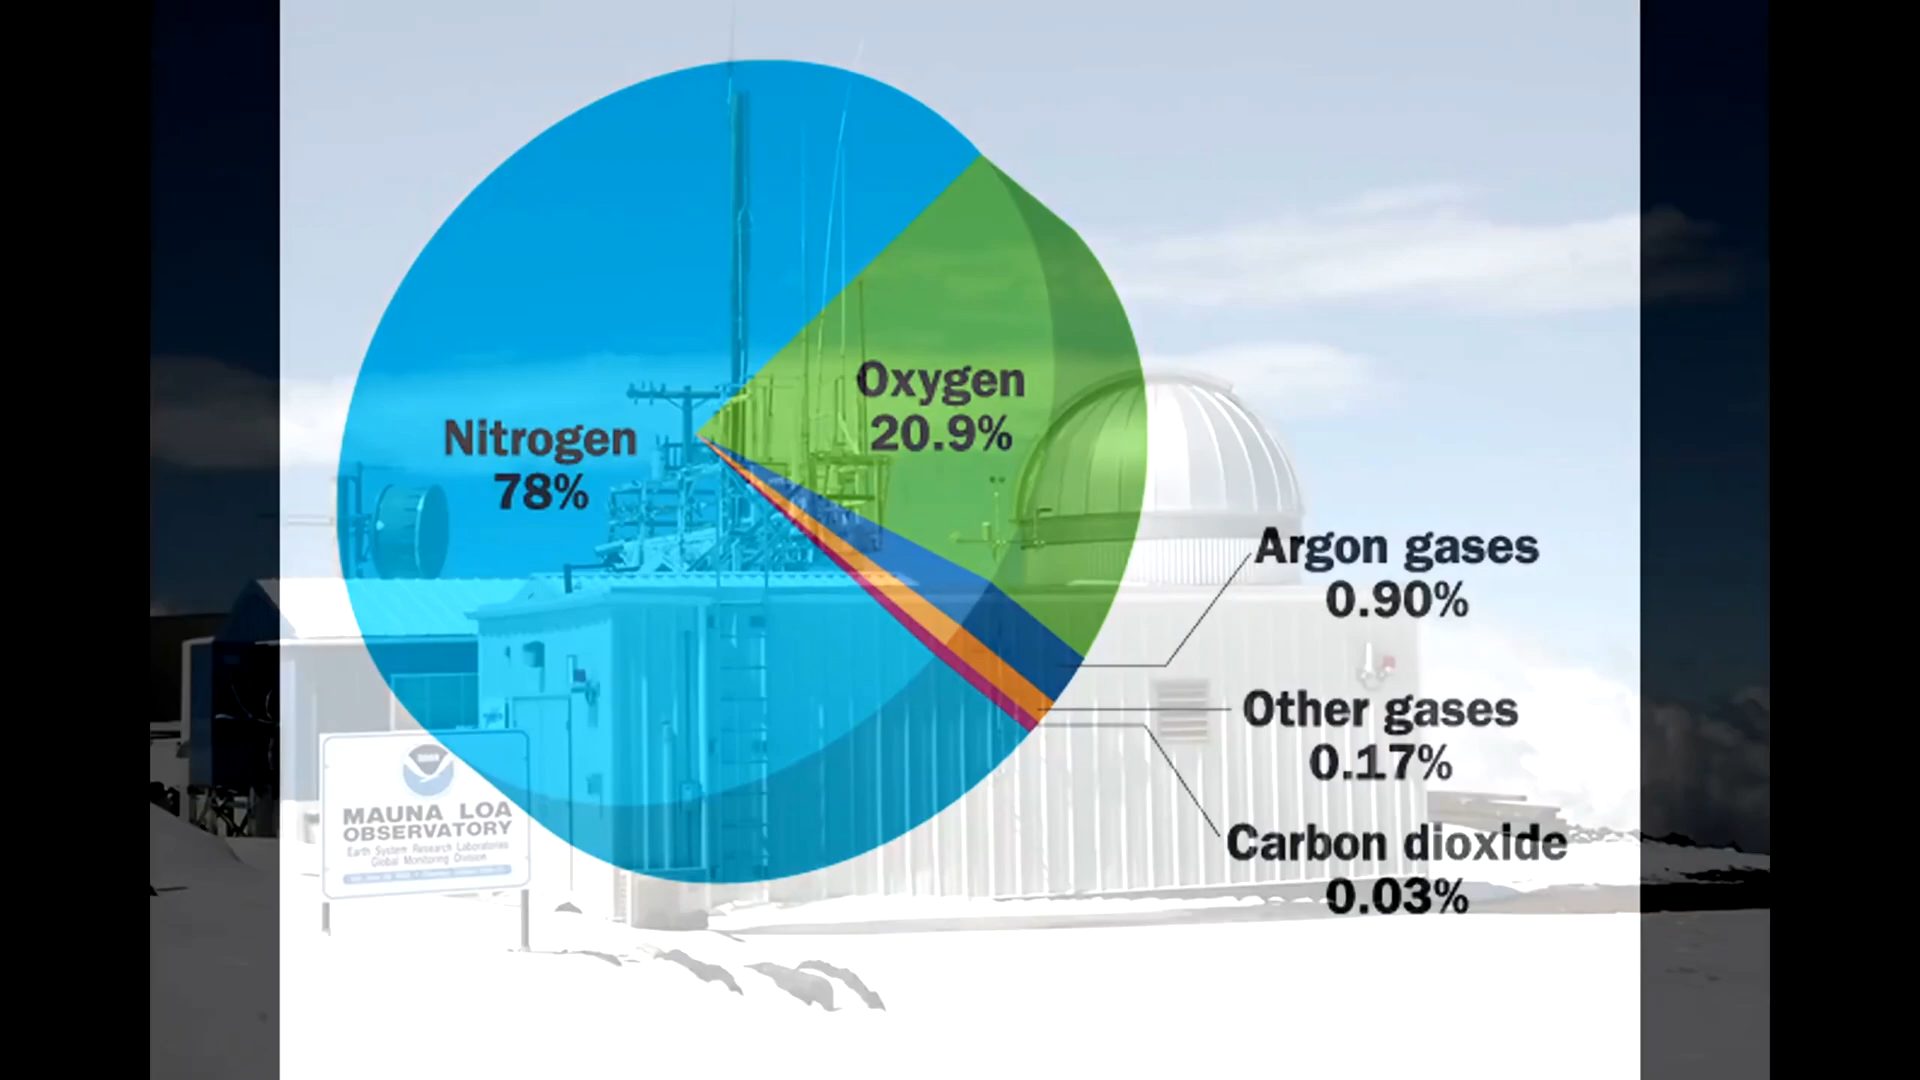 Nitrogen
78%
Oxygen
20.9%
Argon gases
0.90%
Other gases
0.17%
Carbon dioxide
0.03%
MAUNA LOA
OBSERVATORY
Earth System Research Laboratories
Global Monitoring Division